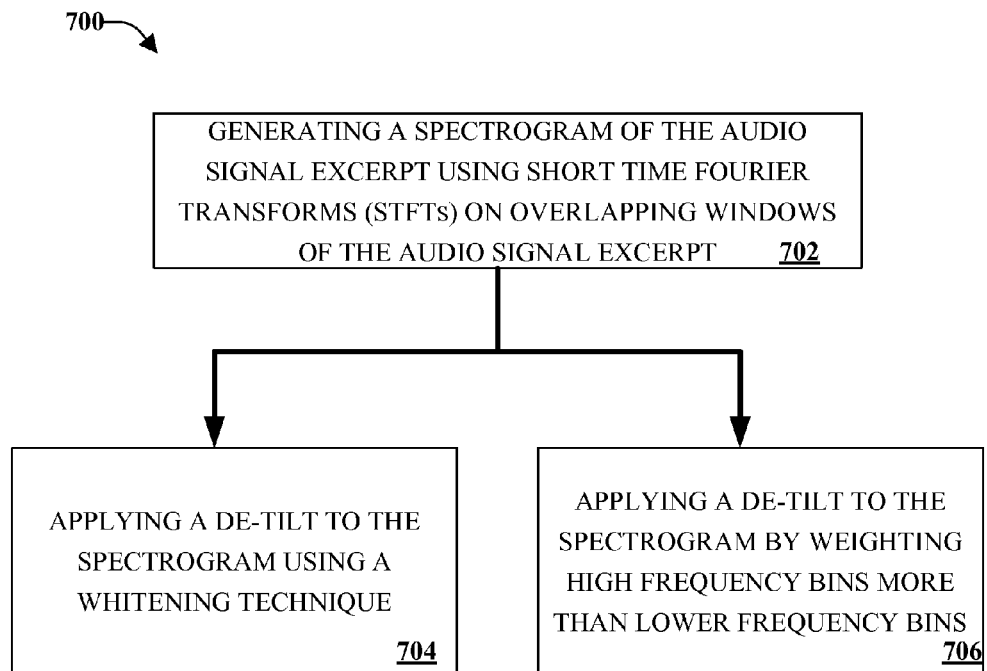 700
GENERATING A SPECTROGRAM OF THE AUDIO
SIGNAL EXCERPT USING SHORT TIME FOURIER
TRANSFORMS (STFTs) ON OVERLAPPING WINDOWS
OF THE AUDIO SIGNAL EXCERPT 702
APPLYING A DE-TILT TO THE
SPECTROGRAM USING A
WHITENING TECHNIQUE
704
APPLYING A DE-TILT TO THE
SPECTROGRAM BY WEIGHTING
HIGH FREQUENCY BINS MORE
THAN LOWER FREQUENCY BINS
706